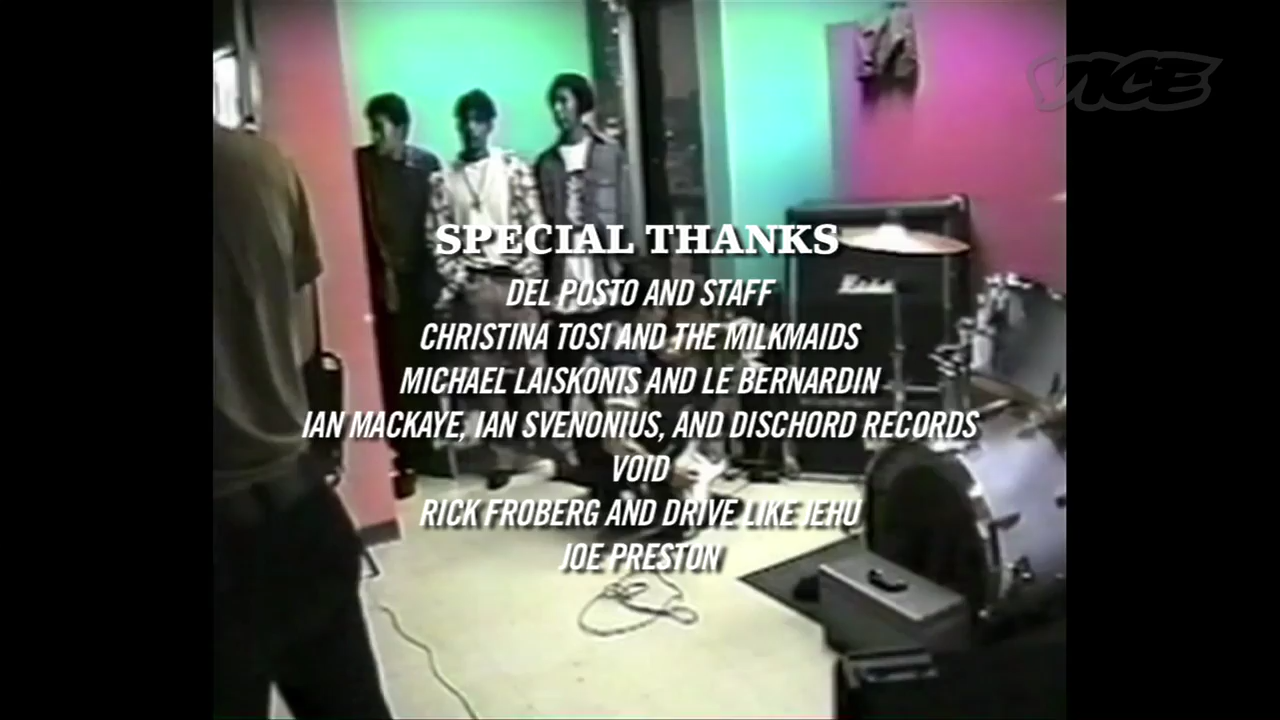 VICE
SPECIAL THANKS
DEL POSTO AND STAFF
CHRISTINA TOSI AND THE MILKMAIDS
MICHAEL LAISKONIS AND LE BERNARDIN
IAN MACKAYE, IAN SVENONIUS, AND DISCHORD RECORDS
VOID
RICK FROBERG AND DRIVE LIKE JEHU
JOE PRESTON